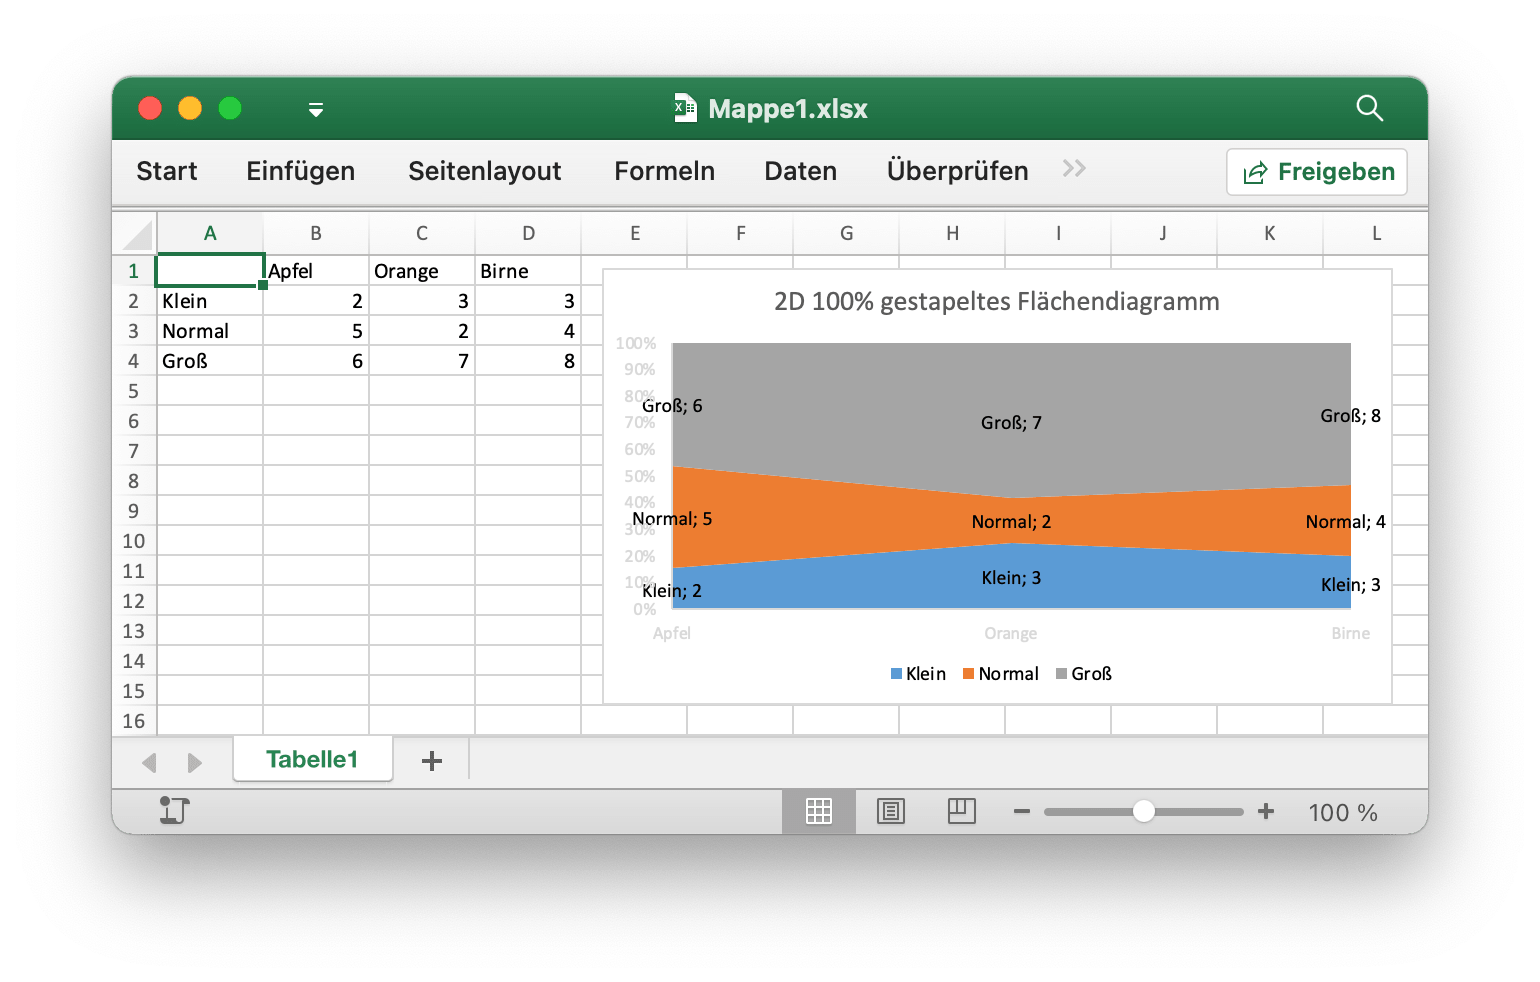 Mappe1.xlsx
Start Einfügen Seitenlayout Formeln Daten Überprüfen Freigeben
A B C D E F G H I J K L
1 Apfel Orange Birne
2 Klein 2 3 3
3 Normal 5 2 4
4 Groß 6 7 8
5
6
7
8
9
10
11
12
13
14
15
16
2D 100% gestapeltes Flächendiagramm
100%
90%
80%
Groß; 6 Groß; 7 Groß; 8
70%
60%
50%
40%
Normal; 5 Normal; 2 Normal; 4
30%
20%
10%
Klein; 2 Klein; 3 Klein; 3
0%
Apfel Orange Birne
Klein Normal Groß
Tabelle1
100 %